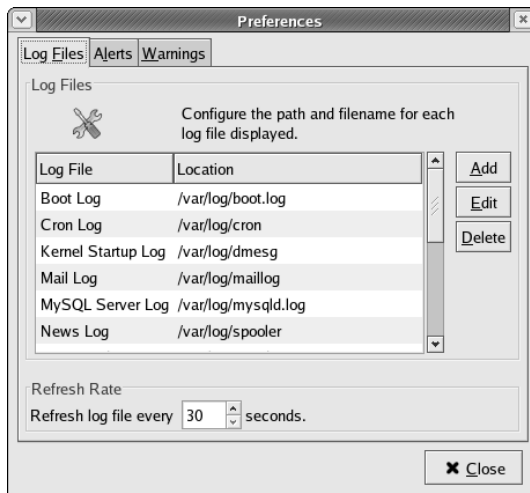 Preferences
Log Files Alerts Warnings
Log Files
Configure the path and filename for each
log file displayed.
Log File Location
Boot Log /var/log/boot.log
Cron Log /var/log/cron
Kernel Startup Log /var/log/dmesg
Mail Log /var/log/maillog
MySQL Server Log /var/log/mysqld.log
News Log /var/log/spooler
Add
Edit
Delete
Refresh Rate
Refresh log file every 30 seconds.
Close